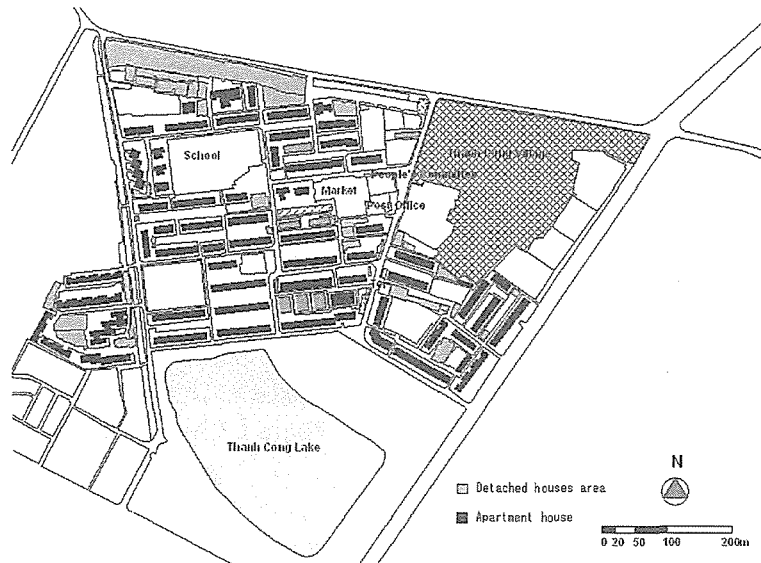 School
Market
Post Office
Thanh Cong Lake
Detached houses area
Apartment house
N
0 20 50 100 200m